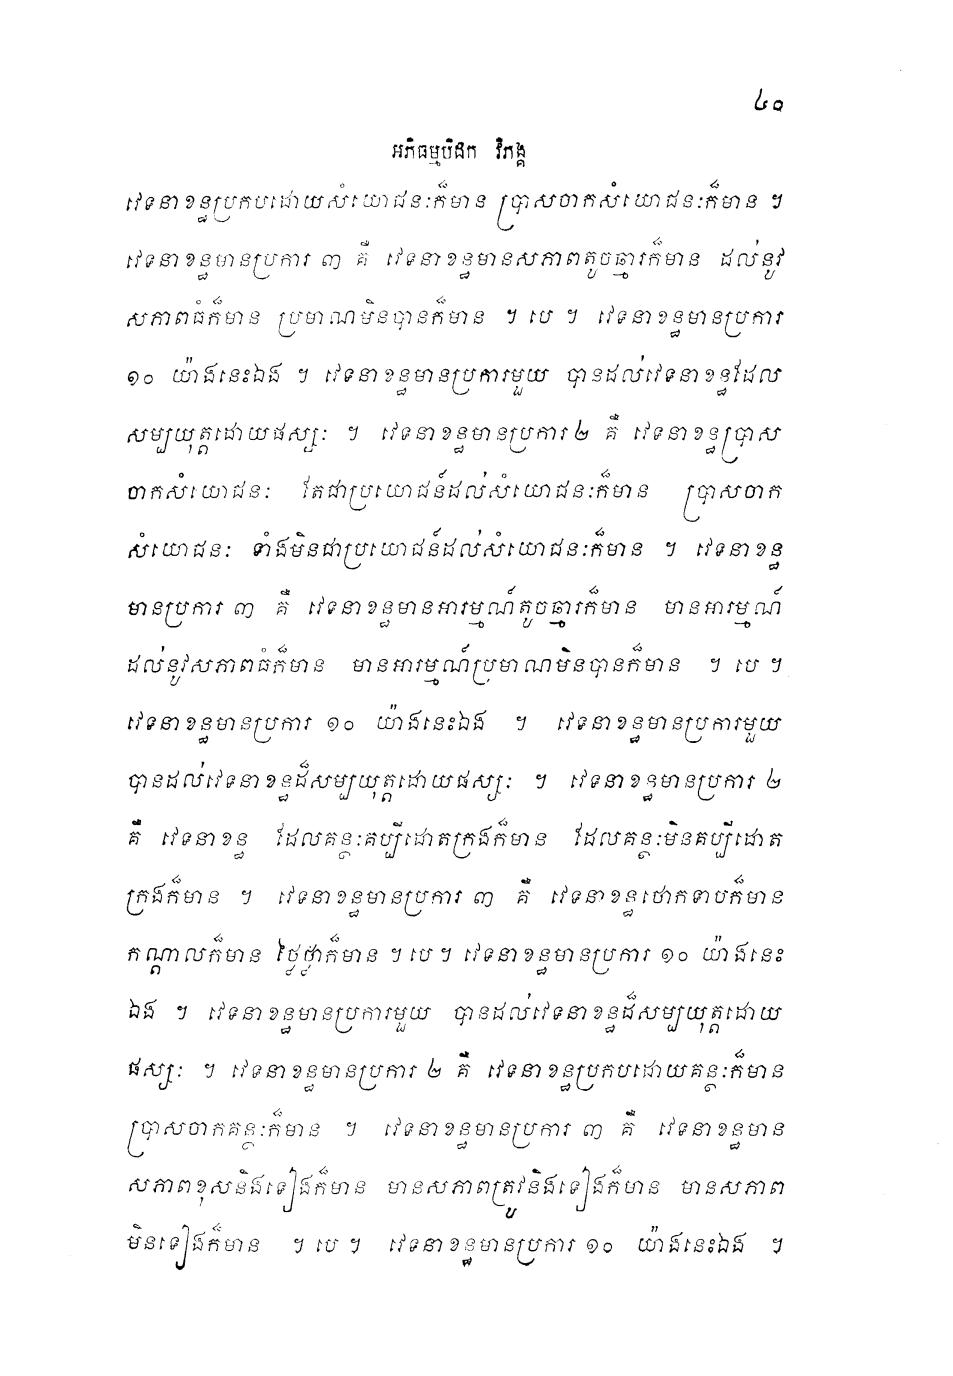 ៤០
អភិធម្មបិដក វិភង្គ
វេទនាខន្ធប្រកបដោយសំយោជនៈក៏មាន ប្រាសចាកសំយោជនៈក៏មាន ។
វេទនាខន្ធមានប្រការ ៣ គឺ វេទនាខន្ធមានសភាពតូចឆ្មារក៏មាន ដល់នូវ
សភាពធំក៏មាន ប្រមាណមិនបានក៏មាន ។ បេ ។ វេទនាខន្ធមានប្រការ
១០ យ៉ាងនេះឯង ។ វេទនាខន្ធមានប្រការមួយ បានដល់វេទនាខន្ធដែល
សម្បយុត្តដោយផស្សៈ ។ វេទនាខន្ធមានប្រការ ២ គឺ វេទនាខន្ធប្រាស
ចាកសំយោជនៈ តែជាប្រយោជន៍ដល់សំយោជនៈក៏មាន ប្រាសចាក
សំយោជនៈ ទាំងមិនជាប្រយោជន៍ដល់សំយោជនៈក៏មាន ។ វេទនាខន្ធ
មានប្រការ ៣ គឺ វេទនាខន្ធមានអារម្មណ៍តូចឆ្មារក៏មាន មានអារម្មណ៍
ដល់នូវសភាពធំក៏មាន មានអារម្មណ៍ប្រមាណមិនបានក៏មាន ។ បេ ។
វេទនាខន្ធមានប្រការ ១០ យ៉ាងនេះឯង ។ វេទនាខន្ធមានប្រការមួយ
បានដល់វេទនាខន្ធដ៏សម្បយុត្តដោយផស្សៈ ។ វេទនាខន្ធមានប្រការ ២
គឺ វេទនាខន្ធ ដែលគន្ថៈគប្បីដោតក្រងក៏មាន ដែលគន្ថៈមិនគប្បីដោត
ក្រងក៏មាន ។ វេទនាខន្ធមានប្រការ ៣ គឺ វេទនាខន្ធថោកទាបក៏មាន
កណ្តាលក៏មាន ថ្លៃថ្លាក៏មាន ។ បេ ។ វេទនាខន្ធមានប្រការ ១០ យ៉ាងនេះ
ឯង ។ វេទនាខន្ធមានប្រការមួយ បានដល់វេទនាខន្ធដ៏សម្បយុត្តដោយ
ផស្សៈ ។ វេទនាខន្ធមានប្រការ ២ គឺ វេទនាខន្ធប្រកបដោយគន្ថៈក៏មាន
ប្រាសចាកគន្ថៈក៏មាន ។ វេទនាខន្ធមានប្រការ ៣ គឺ វេទនាខន្ធមាន
សភាពខុសនិងទៀងក៏មាន មានសភាពត្រូវនិងទៀងក៏មាន មានសភាព
មិនទៀងក៏មាន ។ បេ ។ វេទនាខន្ធមានប្រការ ១០ យ៉ាងនេះឯង ។